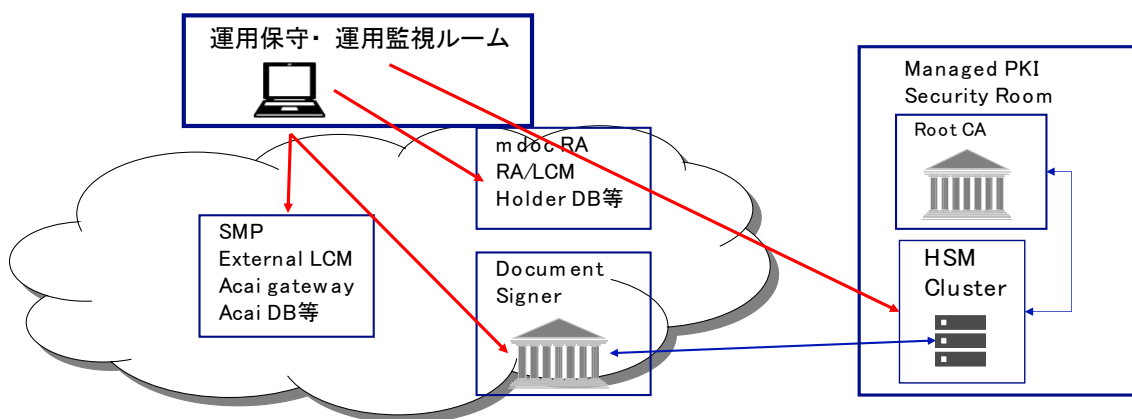 運用保守・ 運用監視ルーム
Managed PKI
Security Room
Root CA
mdoc RA
RA/LCM
Holder DB等
SMP
External LCM
Acai gateway
Acai DB等
Document
Signer
HSM
Cluster